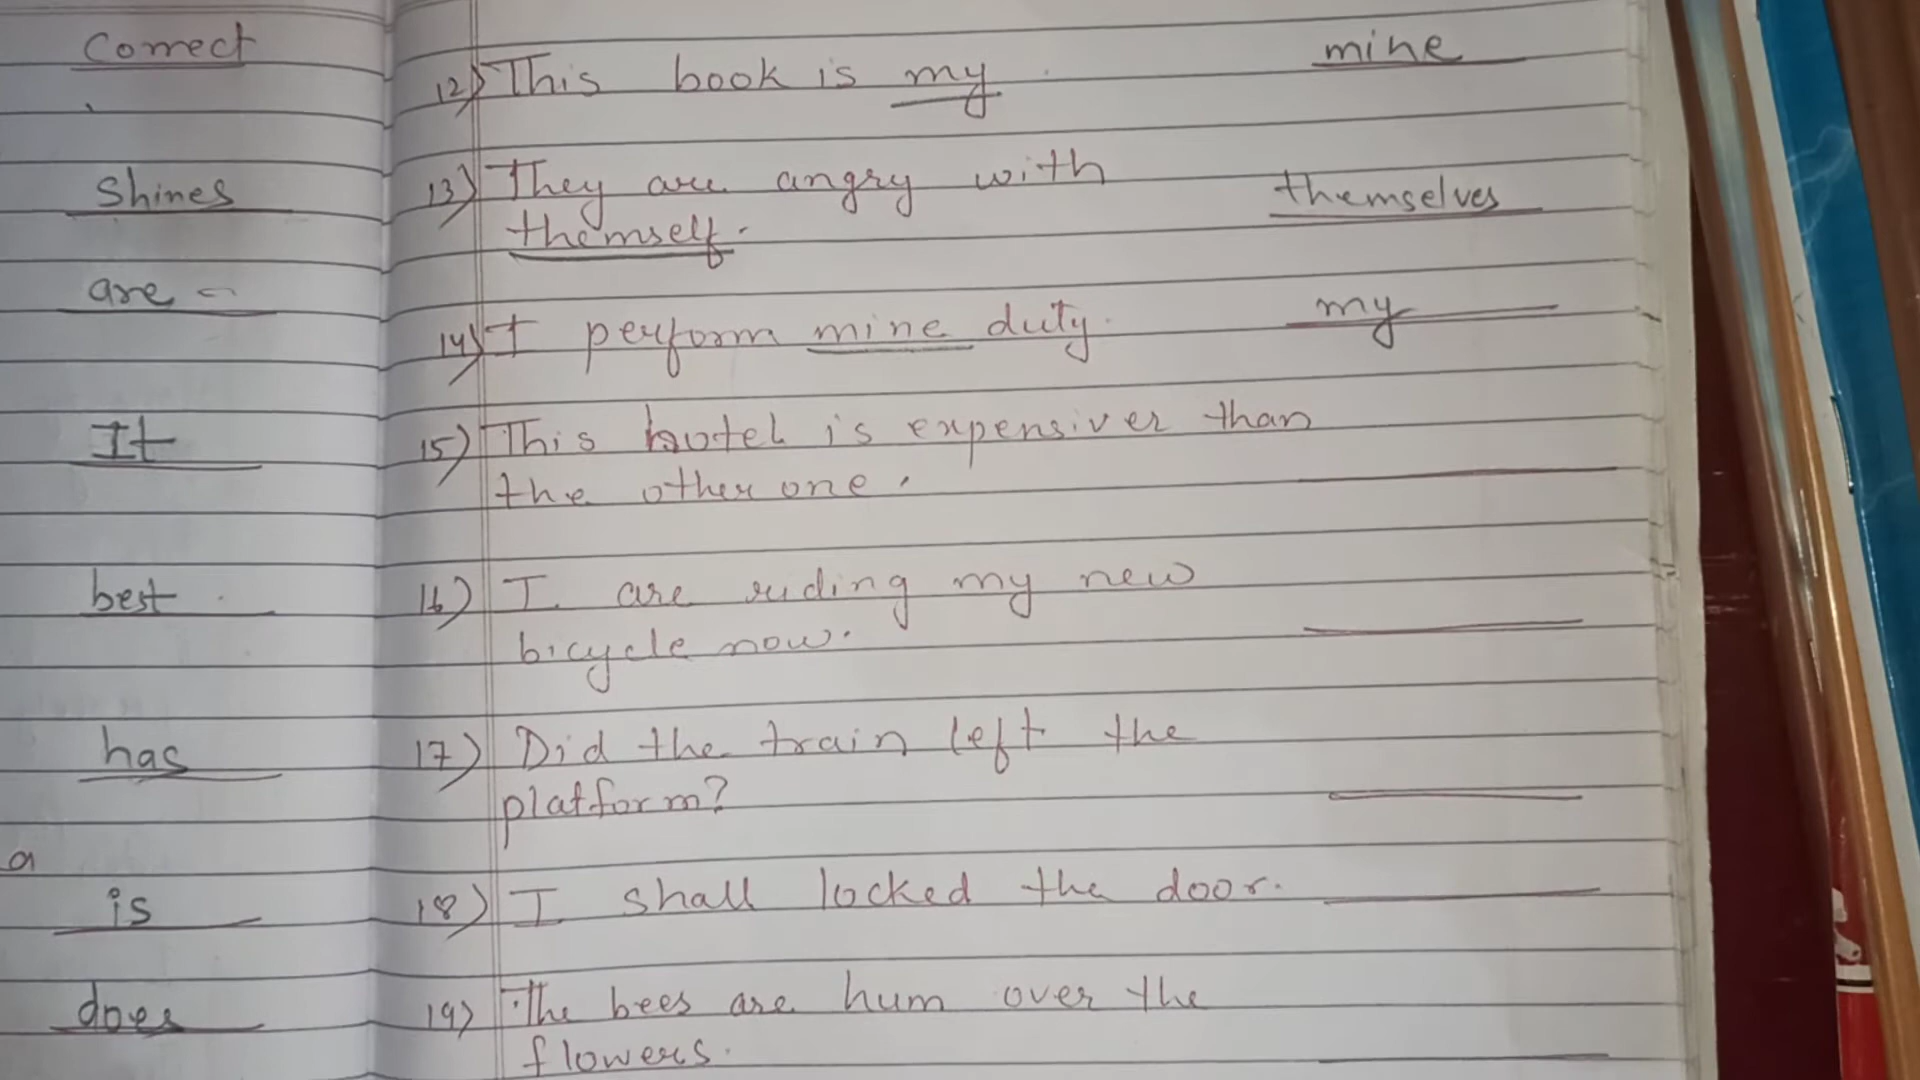 Correct
Shines
are
It
best
has
a
is
does
12) This book is my mine
13) They are angry with
themself. themselves
14) I perform mine duty. my
15) This hotel is expensiver than
the other one.
16) I are riding my new
bicycle now.
17) Did the train left the
platform?
18) I shall locked the door.
19) The bees are hum over the
flowers.